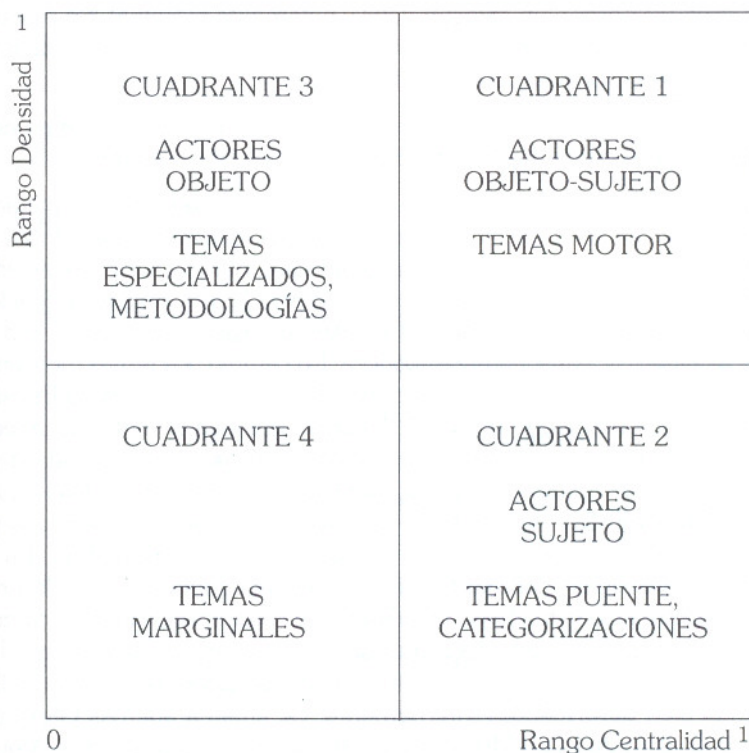 1
Rango Densidad
CUADRANTE 3
ACTORES
OBJETO
TEMAS
ESPECIALIZADOS,
METODOLOGÍAS
CUADRANTE 1
ACTORES
OBJETO-SUJETO
TEMAS MOTOR
CUADRANTE 4
TEMAS
MARGINALES
CUADRANTE 2
ACTORES
SUJETO
TEMAS PUENTE,
CATEGORIZACIONES
0
Rango Centralidad 1